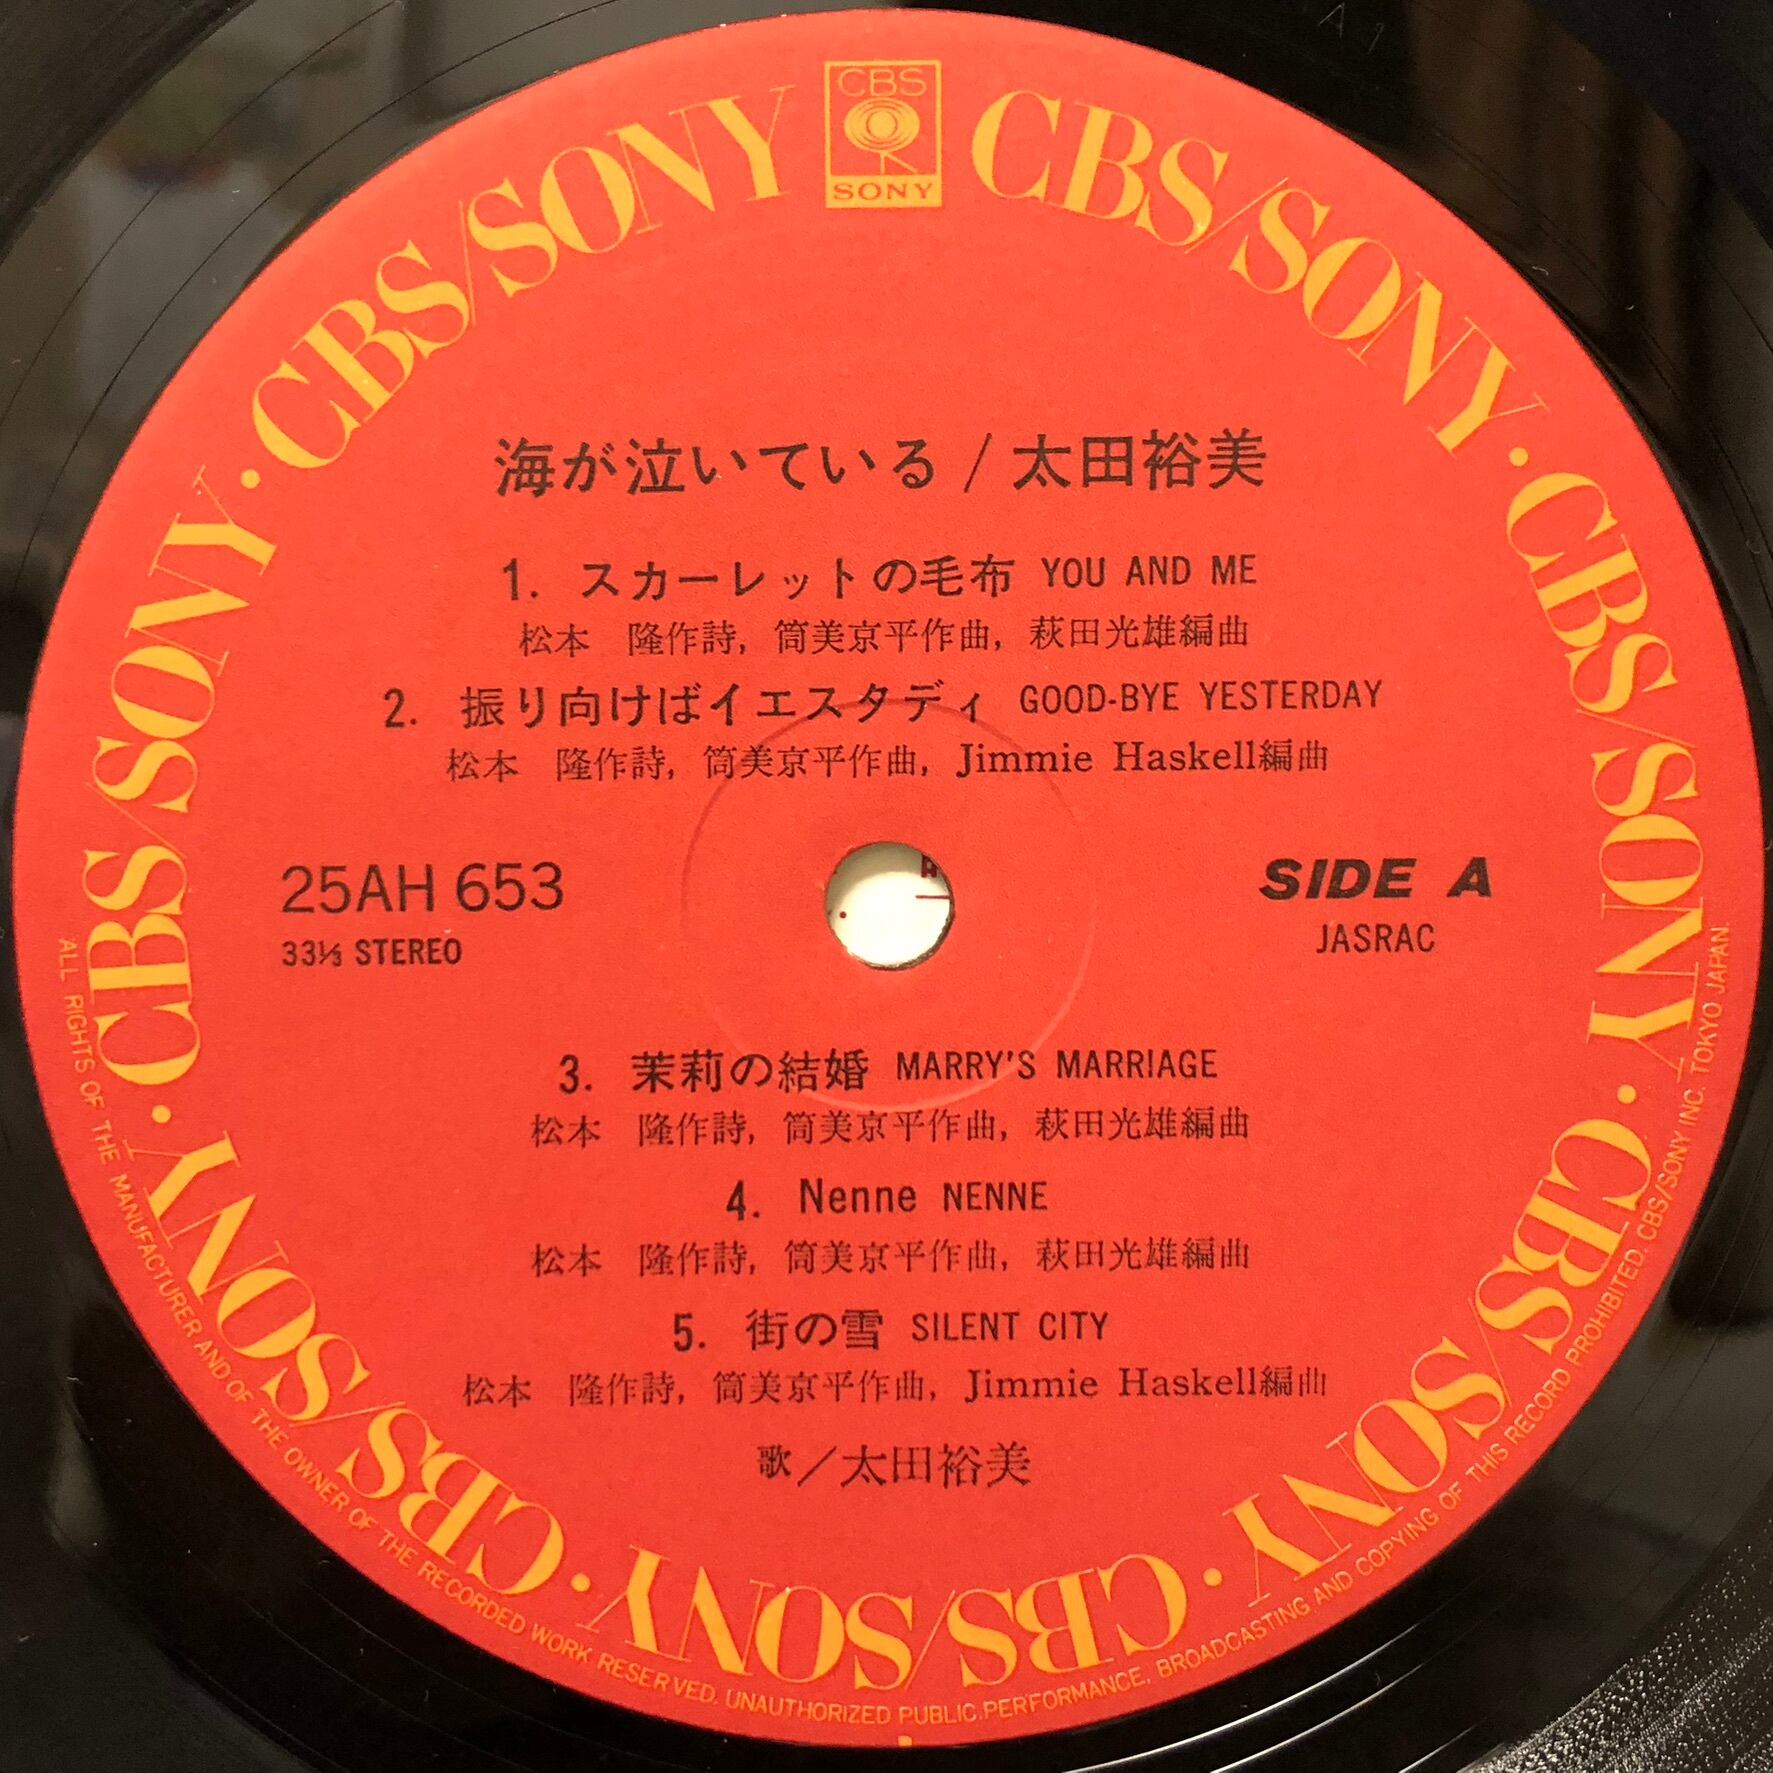 CBS
SONY
CBS/SONY · CBS/SONY · CBS/SONY · CBS/SONY · CBS/SONY · CBS/SONY · CBS/SONY · CBS/SONY
海が泣いている / 太田裕美
1. スカーレットの毛布 YOU AND ME
松本 隆作詩, 筒美京平作曲, 萩田光雄編曲
2. 振り向けばイエスタディ GOOD-BYE YESTERDAY
松本 隆作詩, 筒美京平作曲, Jimmie Haskell編曲
25AH 653
33⅓ STEREO
SIDE A
JASRAC
3. 茉莉の結婚 MARRY'S MARRIAGE
松本 隆作詩, 筒美京平作曲, 萩田光雄編曲
4. Nenne NENNE
松本 隆作詩, 筒美京平作曲, 萩田光雄編曲
5. 街の雪 SILENT CITY
松本 隆作詩, 筒美京平作曲, Jimmie Haskell編曲
歌／太田裕美
ALL RIGHTS OF THE MANUFACTURER AND OF THE OWNER OF THE RECORDED WORK RESERVED. UNAUTHORIZED PUBLIC PERFORMANCE, BROADCASTING AND COPYING OF THIS RECORD PROHIBITED. CBS/SONY INC. TOKYO JAPAN.